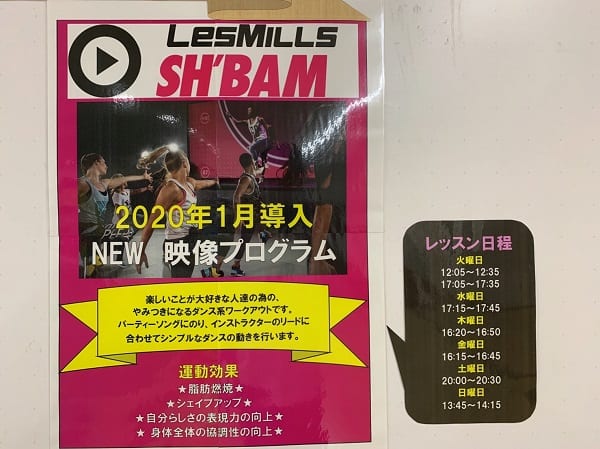 LesMILLS
SH'BAM
2020年1月導入
NEW 映像プログラム
楽しいことが大好きな人達の為の、
やみつきになるダンス系ワークアウトです。
パーティーソングにのり、インストラクターのリードに
合わせてシンプルなダンスの動きを行います。
運動効果
★脂肪燃焼★
★シェイプアップ★
★自分らしさの表現力の向上★
★身体全体の協調性の向上★
レッスン日程
火曜日
12:05～12:35
17:05～17:35
水曜日
17:15～17:45
木曜日
16:20～16:50
金曜日
16:15～16:45
土曜日
20:00～20:30
日曜日
13:45～14:15